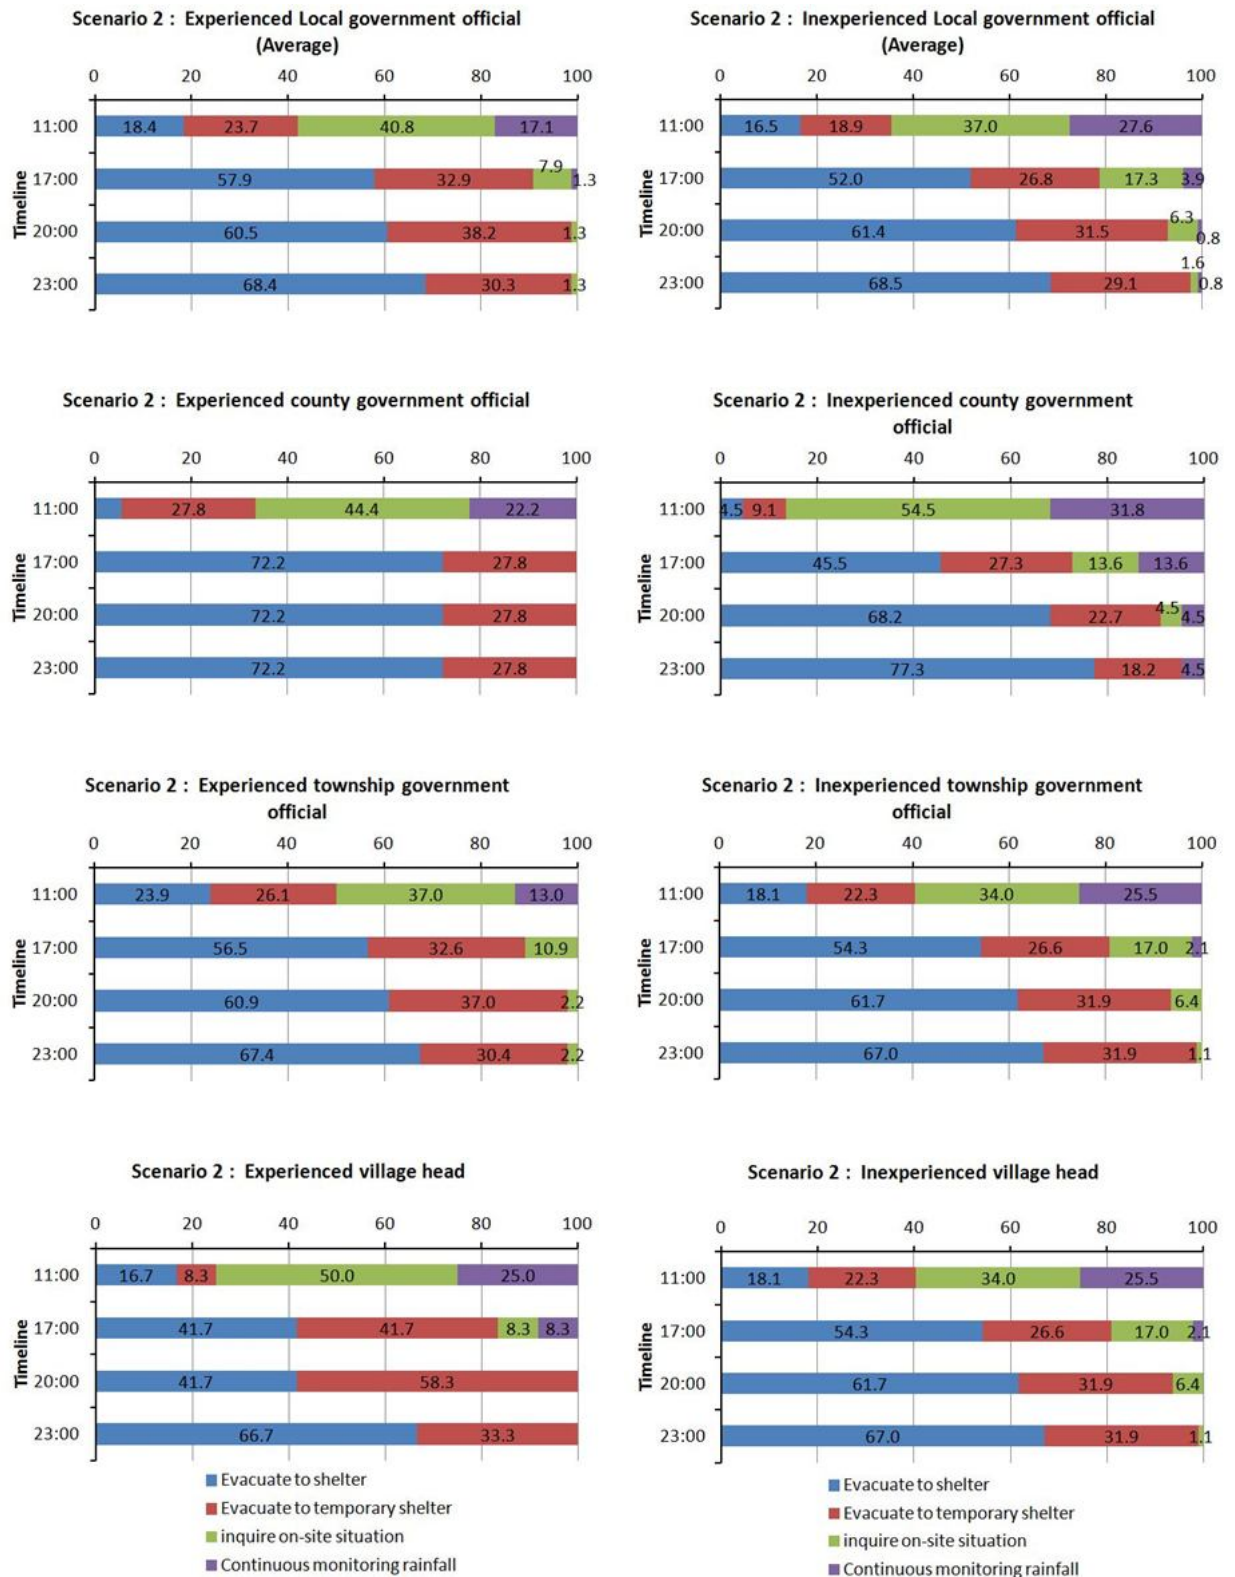 Scenario 2 : Experienced Local government official
(Average)
0 20 40 60 80 100
Timeline
11:00 18.4 23.7 40.8 17.1
17:00 57.9 32.9 7.9 1.3
20:00 60.5 38.2 1.3
23:00 68.4 30.3 1.3
Scenario 2 : Inexperienced Local government official
(Average)
0 20 40 60 80 100
Timeline
11:00 16.5 18.9 37.0 27.6
17:00 52.0 26.8 17.3 3.9
20:00 61.4 31.5 6.3 0.8
23:00 68.5 29.1 1.6 0.8
Scenario 2 : Experienced county government official
0 20 40 60 80 100
Timeline
11:00 27.8 44.4 22.2
17:00 72.2 27.8
20:00 72.2 27.8
23:00 72.2 27.8
Scenario 2 : Inexperienced county government
official
0 20 40 60 80 100
Timeline
11:00 4.5 9.1 54.5 31.8
17:00 45.5 27.3 13.6 13.6
20:00 68.2 22.7 4.5 4.5
23:00 77.3 18.2 4.5
Scenario 2 : Experienced township government
official
0 20 40 60 80 100
Timeline
11:00 23.9 26.1 37.0 13.0
17:00 56.5 32.6 10.9
20:00 60.9 37.0 2.2
23:00 67.4 30.4 2.2
Scenario 2 : Inexperienced township government
official
0 20 40 60 80 100
Timeline
11:00 18.1 22.3 34.0 25.5
17:00 54.3 26.6 17.0 2.1
20:00 61.7 31.9 6.4
23:00 67.0 31.9 1.1
Scenario 2 : Experienced village head
0 20 40 60 80 100
Timeline
11:00 16.7 8.3 50.0 25.0
17:00 41.7 41.7 8.3 8.3
20:00 41.7 58.3
23:00 66.7 33.3
Evacuate to shelter
Evacuate to temporary shelter
inquire on-site situation
Continuous monitoring rainfall
Scenario 2 : Inexperienced village head
0 20 40 60 80 100
Timeline
11:00 18.1 22.3 34.0 25.5
17:00 54.3 26.6 17.0 2.1
20:00 61.7 31.9 6.4
23:00 67.0 31.9 1.1
Evacuate to shelter
Evacuate to temporary shelter
inquire on-site situation
Continuous monitoring rainfall